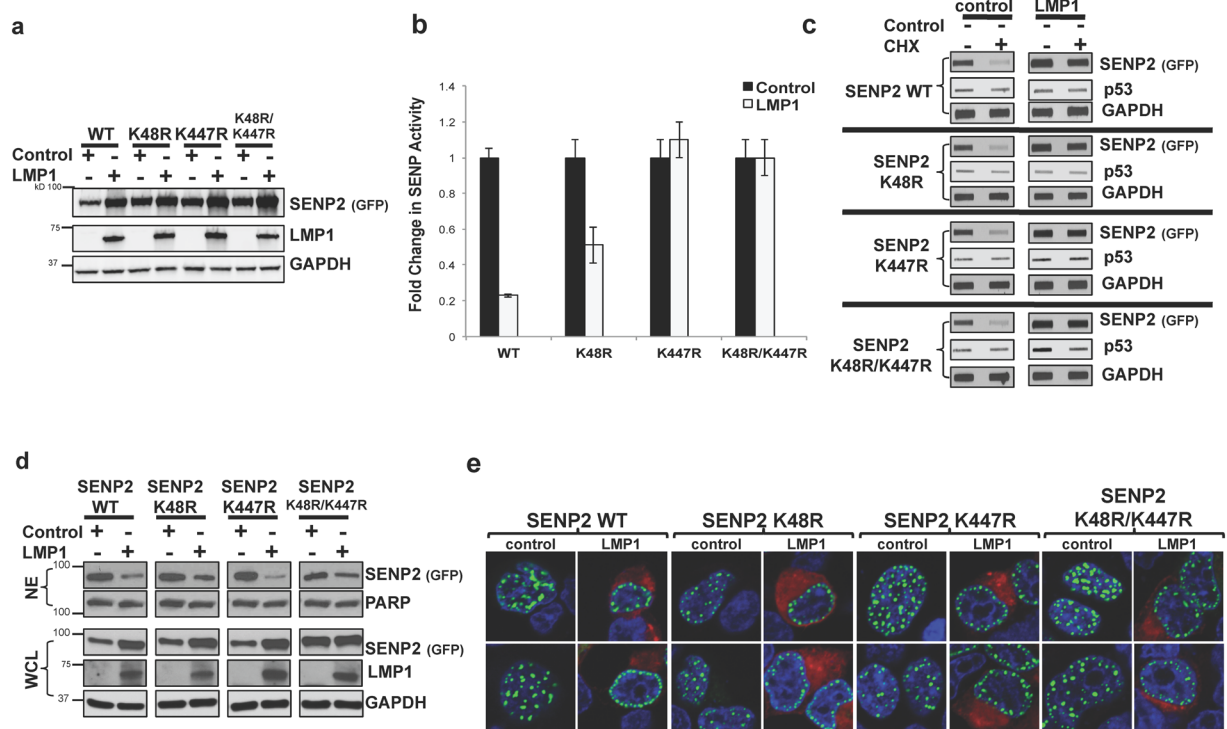 a
WT K48R K447R K48R/
K447R
Control + - + - + - + -
LMP1 - + - + - + - +
kD 100
SENP2 (GFP)
75
LMP1
37
GAPDH
b
Fold Change in SENP Activity
1.4
1.2
1
0.8
0.6
0.4
0.2
0
Control
LMP1
WT K48R K447R K48R/K447R
c
control LMP1
Control
CHX - + - +
SENP2 WT
SENP2 (GFP)
p53
GAPDH
SENP2
K48R
SENP2 (GFP)
p53
GAPDH
SENP2
K447R
SENP2 (GFP)
p53
GAPDH
SENP2
K48R/K447R
SENP2 (GFP)
p53
GAPDH
d
SENP2 SENP2 SENP2 SENP2
WT K48R K447R K48R/K447R
Control + - + - + - + -
LMP1 - + - + - + - +
NE
100
SENP2 (GFP)
PARP
100
WCL
100
SENP2 (GFP)
75
LMP1
37
GAPDH
e
SENP2 WT SENP2 K48R SENP2 K447R SENP2
K48R/K447R
control LMP1 control LMP1 control LMP1 control LMP1